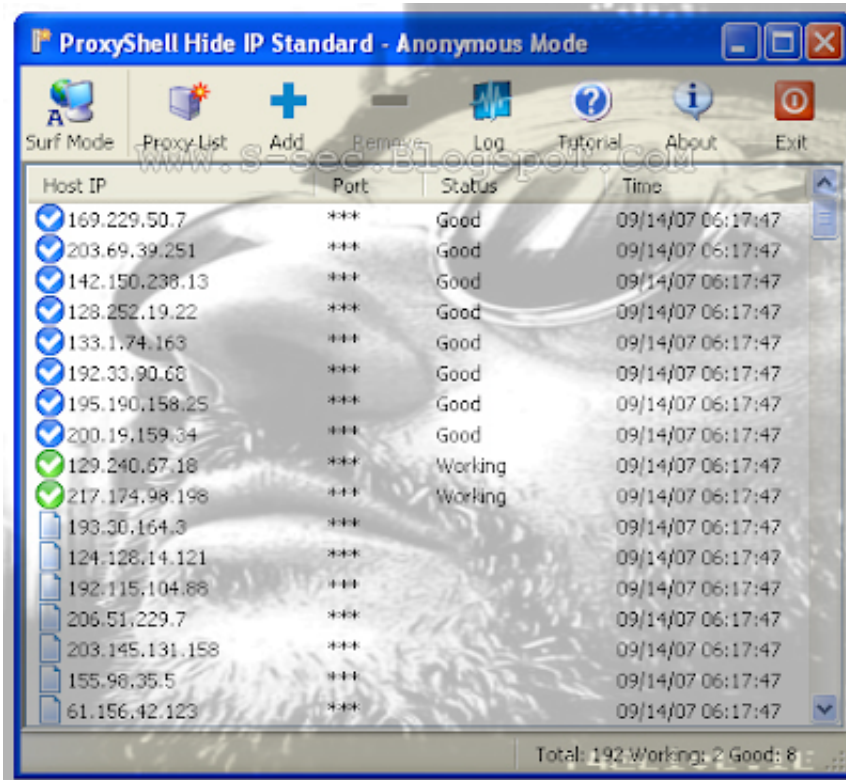 ProxyShell Hide IP Standard - Anonymous Mode
Surf Mode Proxy List Add Remove Log Tutorial About Exit
www.S-sec.BlogspoT.CoM
Host IP Port Status Time
169.229.50.7 *** Good 09/14/07 06:17:47
203.69.39.251 *** Good 09/14/07 06:17:47
142.150.238.13 *** Good 09/14/07 06:17:47
128.252.19.22 *** Good 09/14/07 06:17:47
133.1.74.163 *** Good 09/14/07 06:17:47
192.33.90.68 *** Good 09/14/07 06:17:47
195.190.158.25 *** Good 09/14/07 06:17:47
200.19.159.34 *** Good 09/14/07 06:17:47
129.240.67.18 *** Working 09/14/07 06:17:47
217.174.98.198 *** Working 09/14/07 06:17:47
193.30.164.3 *** 09/14/07 06:17:47
124.128.14.121 *** 09/14/07 06:17:47
192.115.104.88 *** 09/14/07 06:17:47
206.51.229.7 *** 09/14/07 06:17:47
203.145.131.158 *** 09/14/07 06:17:47
155.98.35.5 *** 09/14/07 06:17:47
61.156.42.123 *** 09/14/07 06:17:47
Total: 192 Working: 2 Good: 8